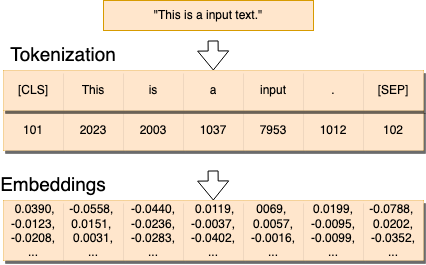 "This is a input text."
Tokenization
[CLS] This is a input . [SEP]
101 2023 2003 1037 7953 1012 102
Embeddings
0.0390, -0.0558, -0.0440, 0.0119, 0069, 0.0199, -0.0788,
-0.0123, 0.0151, -0.0236, -0.0037, 0.0057, -0.0095, 0.0202,
-0.0208, 0.0031, -0.0283, -0.0402, -0.0016, -0.0099, -0.0352,
... ... ... ... ... ... ...